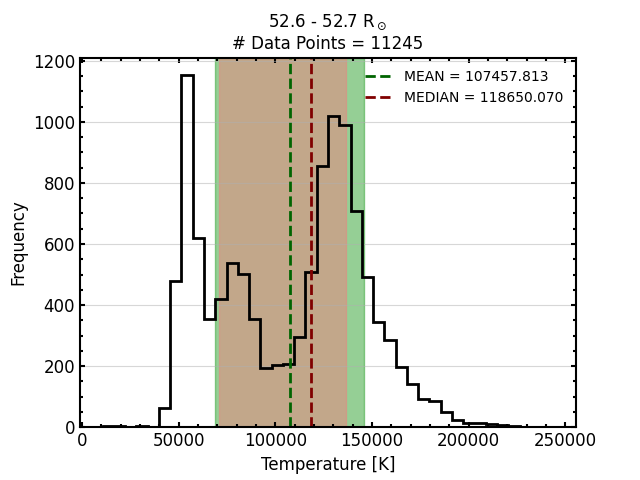 52.6 - 52.7 R⊙
# Data Points = 11245
MEAN = 107457.813
MEDIAN = 118650.070
Frequency
1200
1000
800
600
400
200
0
0 50000 100000 150000 200000 250000
Temperature [K]